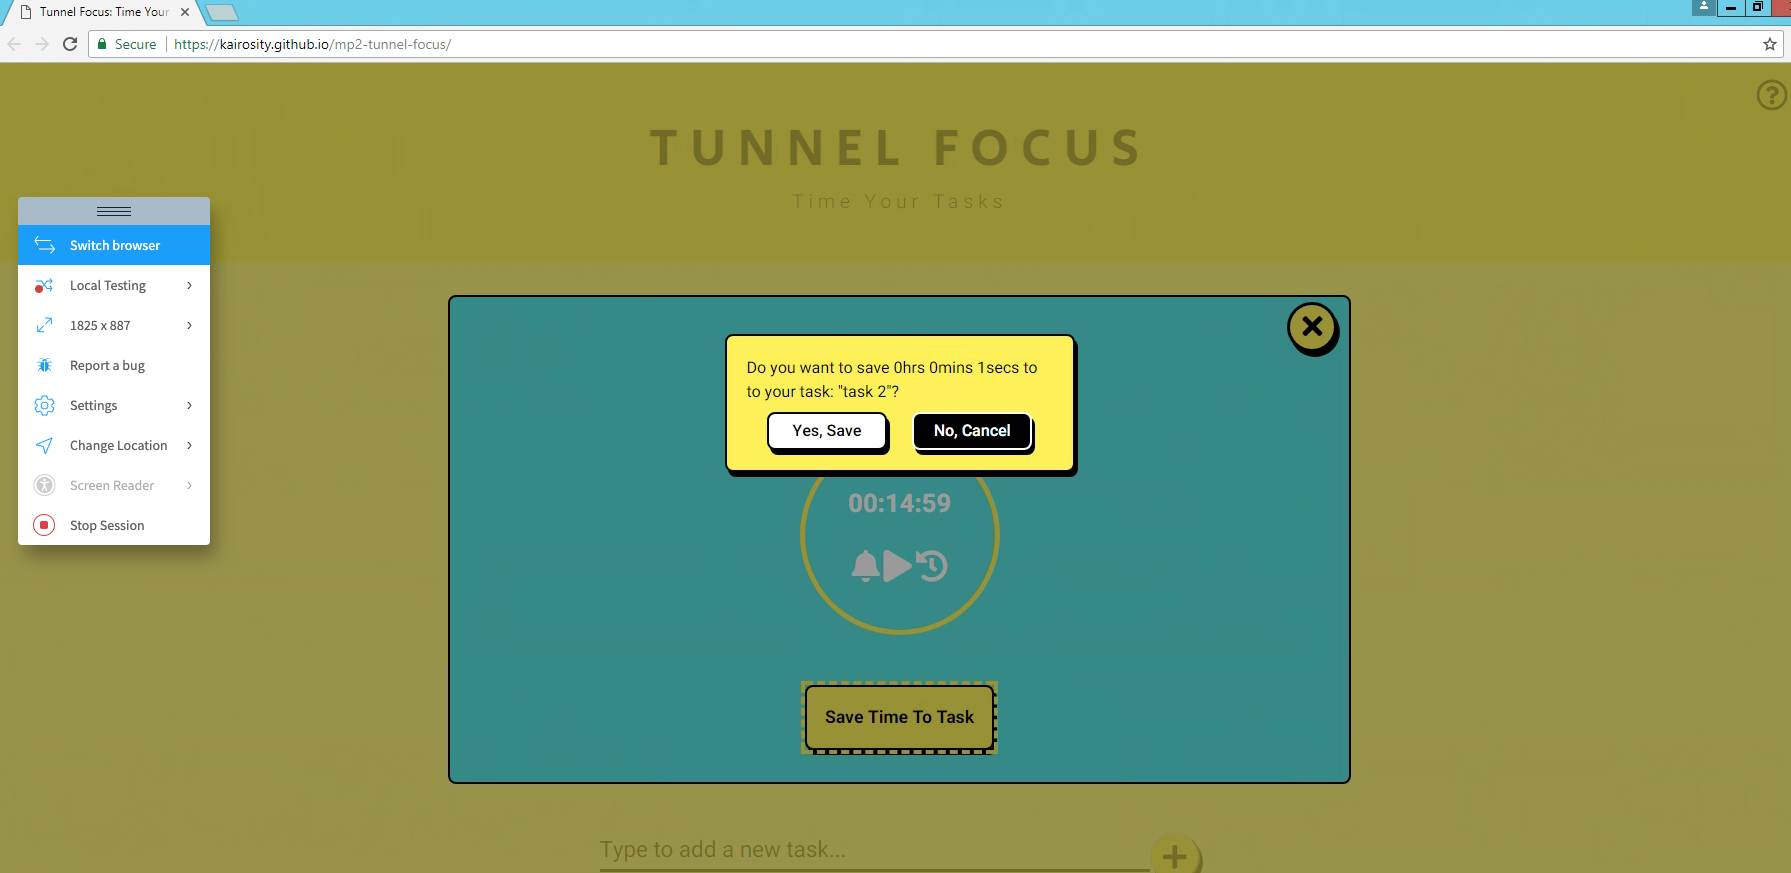 Tunnel Focus: Time Your
Secure
https://kairosity.github.io/mp2-tunnel-focus/
TUNNEL FOCUS
Time Your Tasks
Switch browser
Local Testing
1825 x 887
Report a bug
Settings
Change Location
Screen Reader
Stop Session
Do you want to save 0hrs 0mins 1secs to
to your task: "task 2"?
Yes, Save
No, Cancel
00:14:59
Save Time To Task
Type to add a new task...